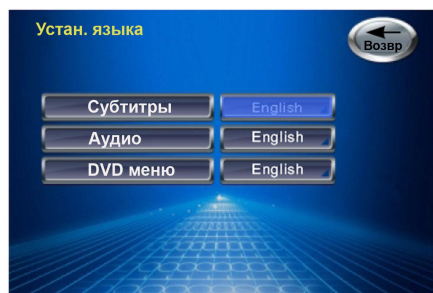 Устан. языка
Возвр
Субтитры English
Аудио English
DVD меню English